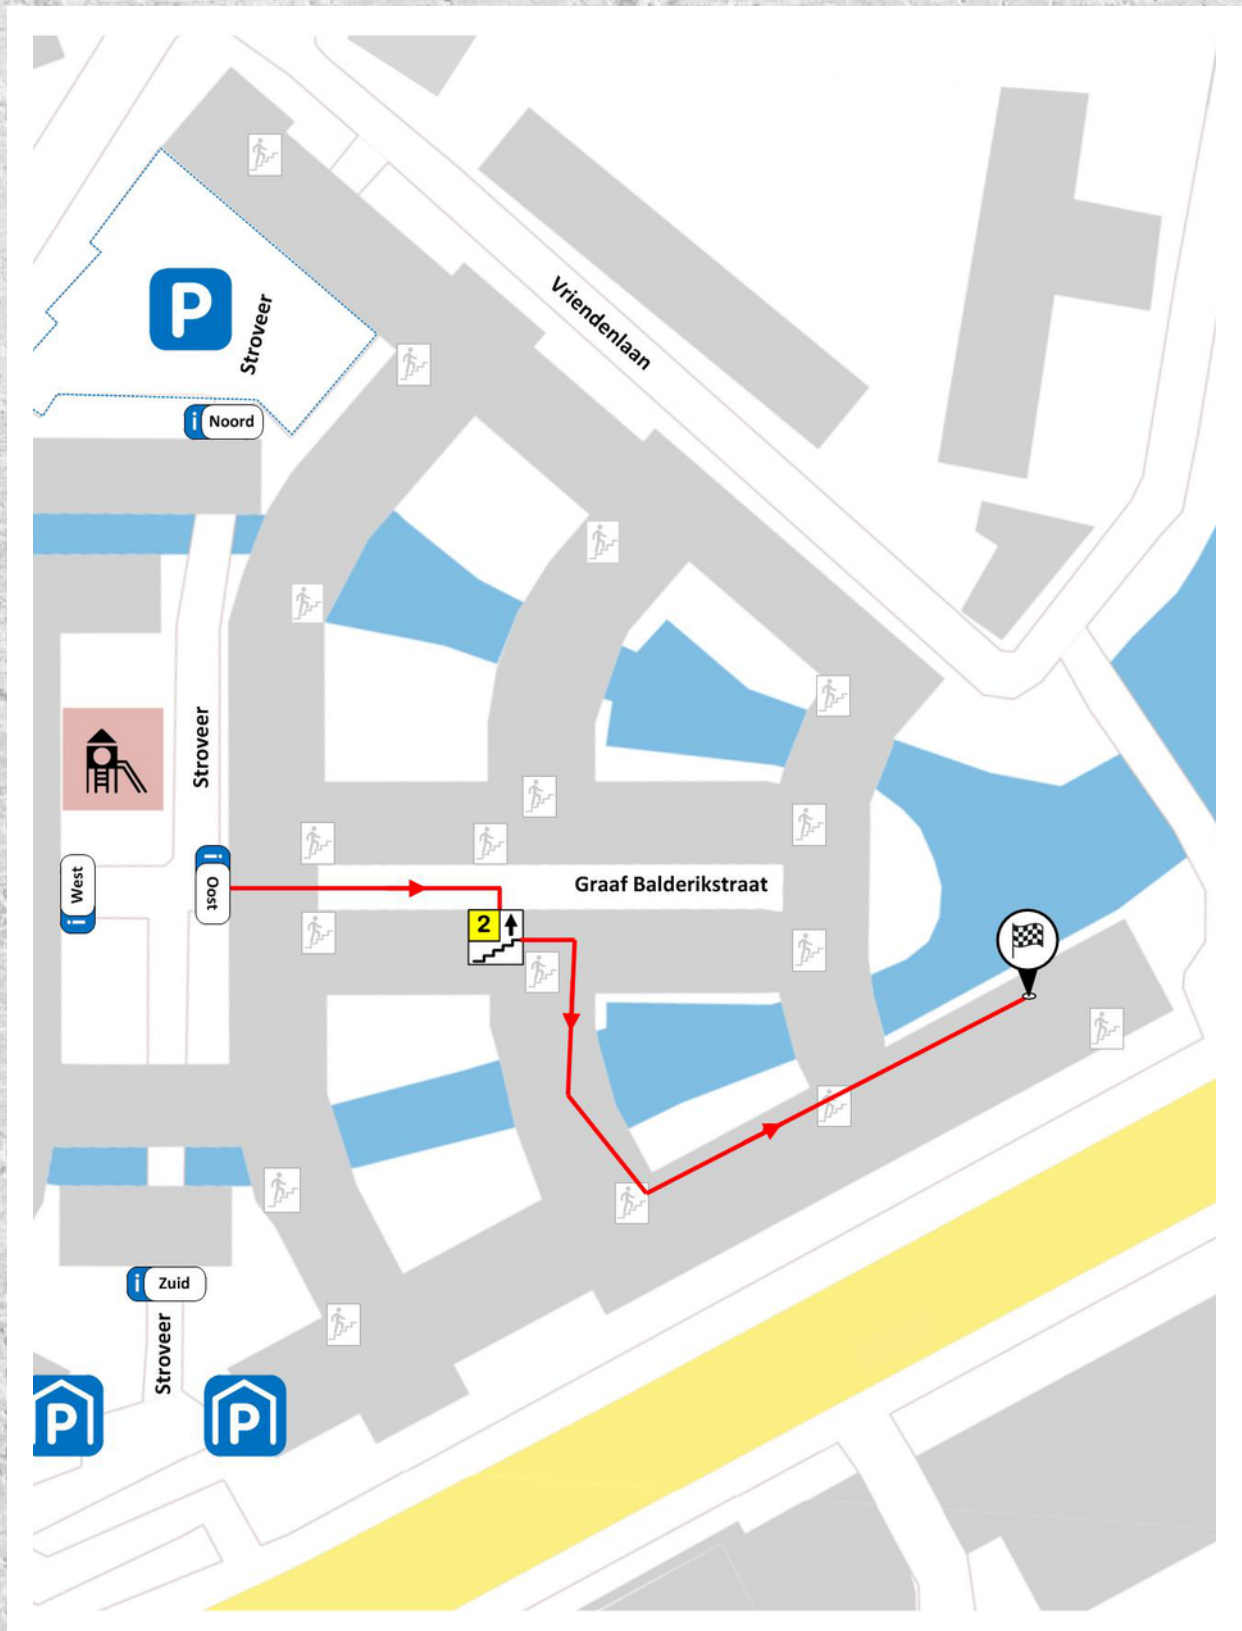 Vriendenlaan
P
Stroveer
i Noord
Stroveer
i West
i Oost
Graaf Balderikstraat
2
i Zuid
Stroveer
P
P